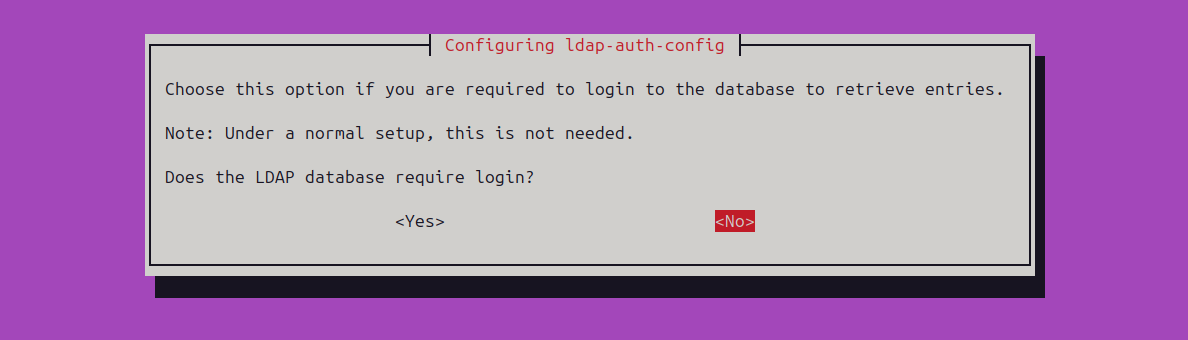 Configuring ldap-auth-config
Choose this option if you are required to login to the database to retrieve entries.
Note: Under a normal setup, this is not needed.
Does the LDAP database require login?
<Yes> <No>